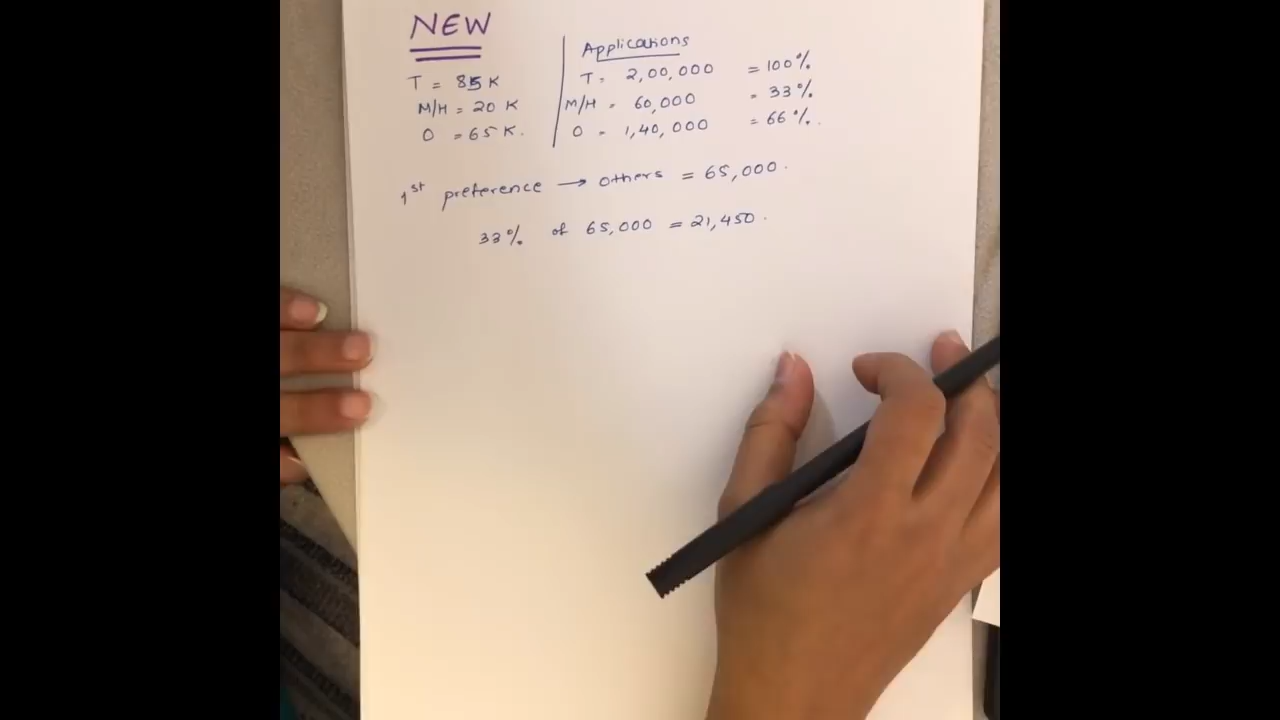 NEW
T = 85 K
M/H = 20 K
O = 65 K.
Applications
T = 2,00,000 = 100%
M/H = 60,000 = 33%
O = 1,40,000 = 66%.
1st preference → others = 65,000.
33% of 65,000 = 21,450.